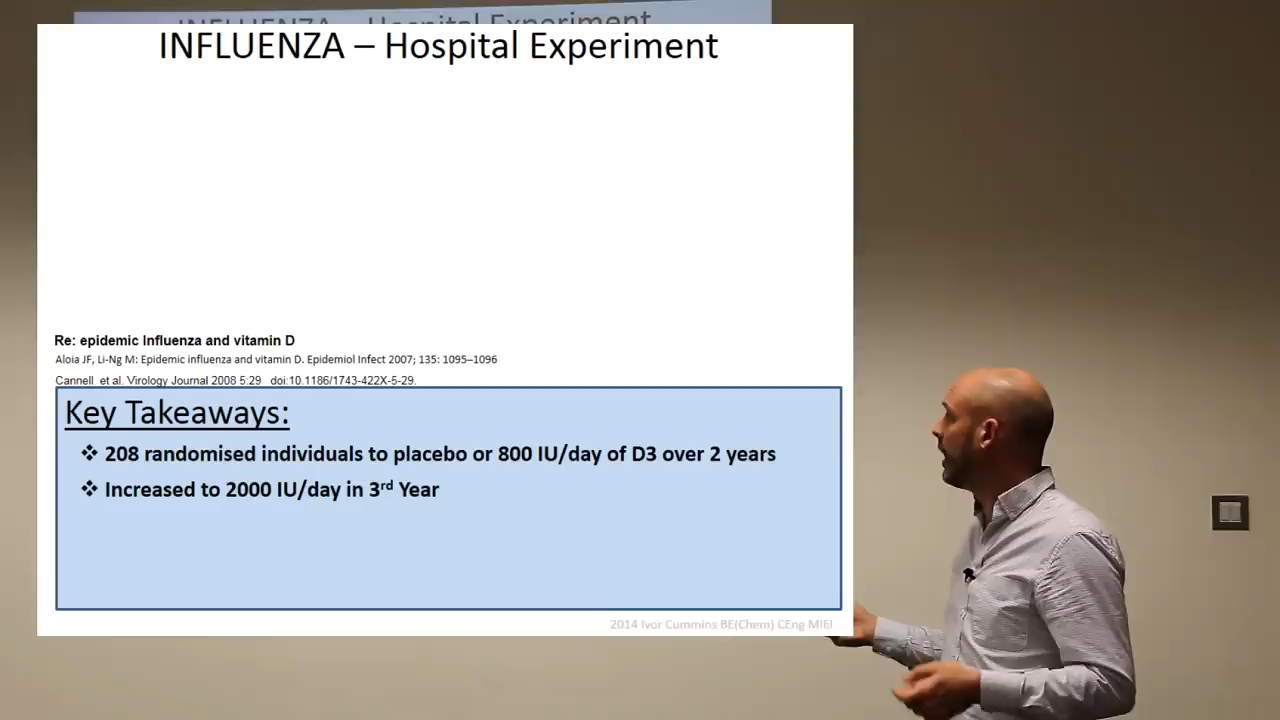 INFLUENZA – Hospital Experiment
INFLUENZA – Hospital Experiment
Re: epidemic Influenza and vitamin D
Aloia JF, Li-Ng M: Epidemic influenza and vitamin D. Epidemiol Infect 2007; 135: 1095–1096
Cannell et al. Virology Journal 2008 5:29 doi:10.1186/1743-422X-5-29.
Key Takeaways:
❖ 208 randomised individuals to placebo or 800 IU/day of D3 over 2 years
❖ Increased to 2000 IU/day in 3rd Year
2014 Ivor Cummins BE(Chem) CEng MIEI